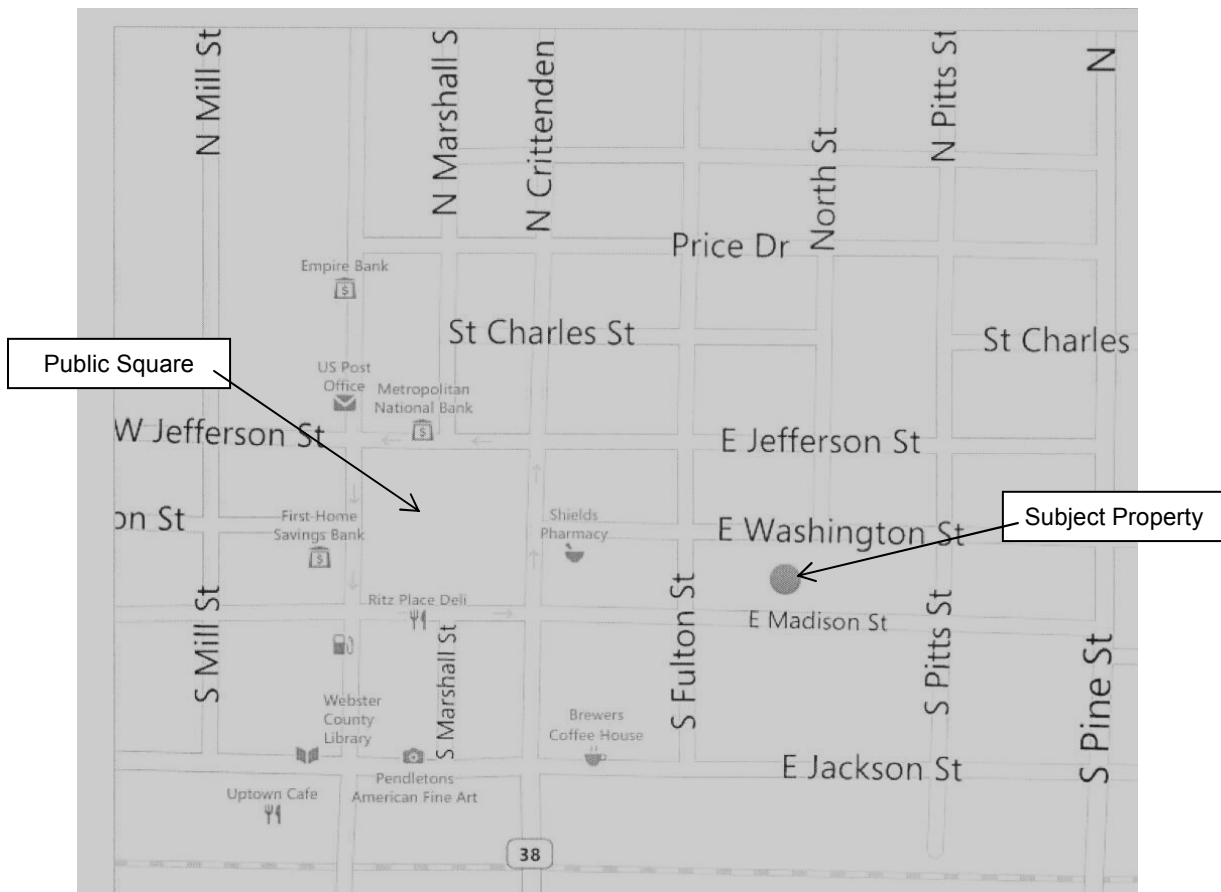 N Mill St
N Marshall S
N Crittenden
North St
N Pitts St
N
Price Dr
Empire Bank
$
St Charles St
St Charles
Public Square
US Post
Office
Metropolitan
National Bank
$
W Jefferson St
E Jefferson St
on St
First Home
Savings Bank
$
Shields
Pharmacy
E Washington St
Subject Property
Ritz Place Deli
E Madison St
S Mill St
S Marshall St
S Fulton St
S Pitts St
S Pine St
Webster
County
Library
Brewers
Coffee House
E Jackson St
Pendletons
American Fine Art
Uptown Cafe
38